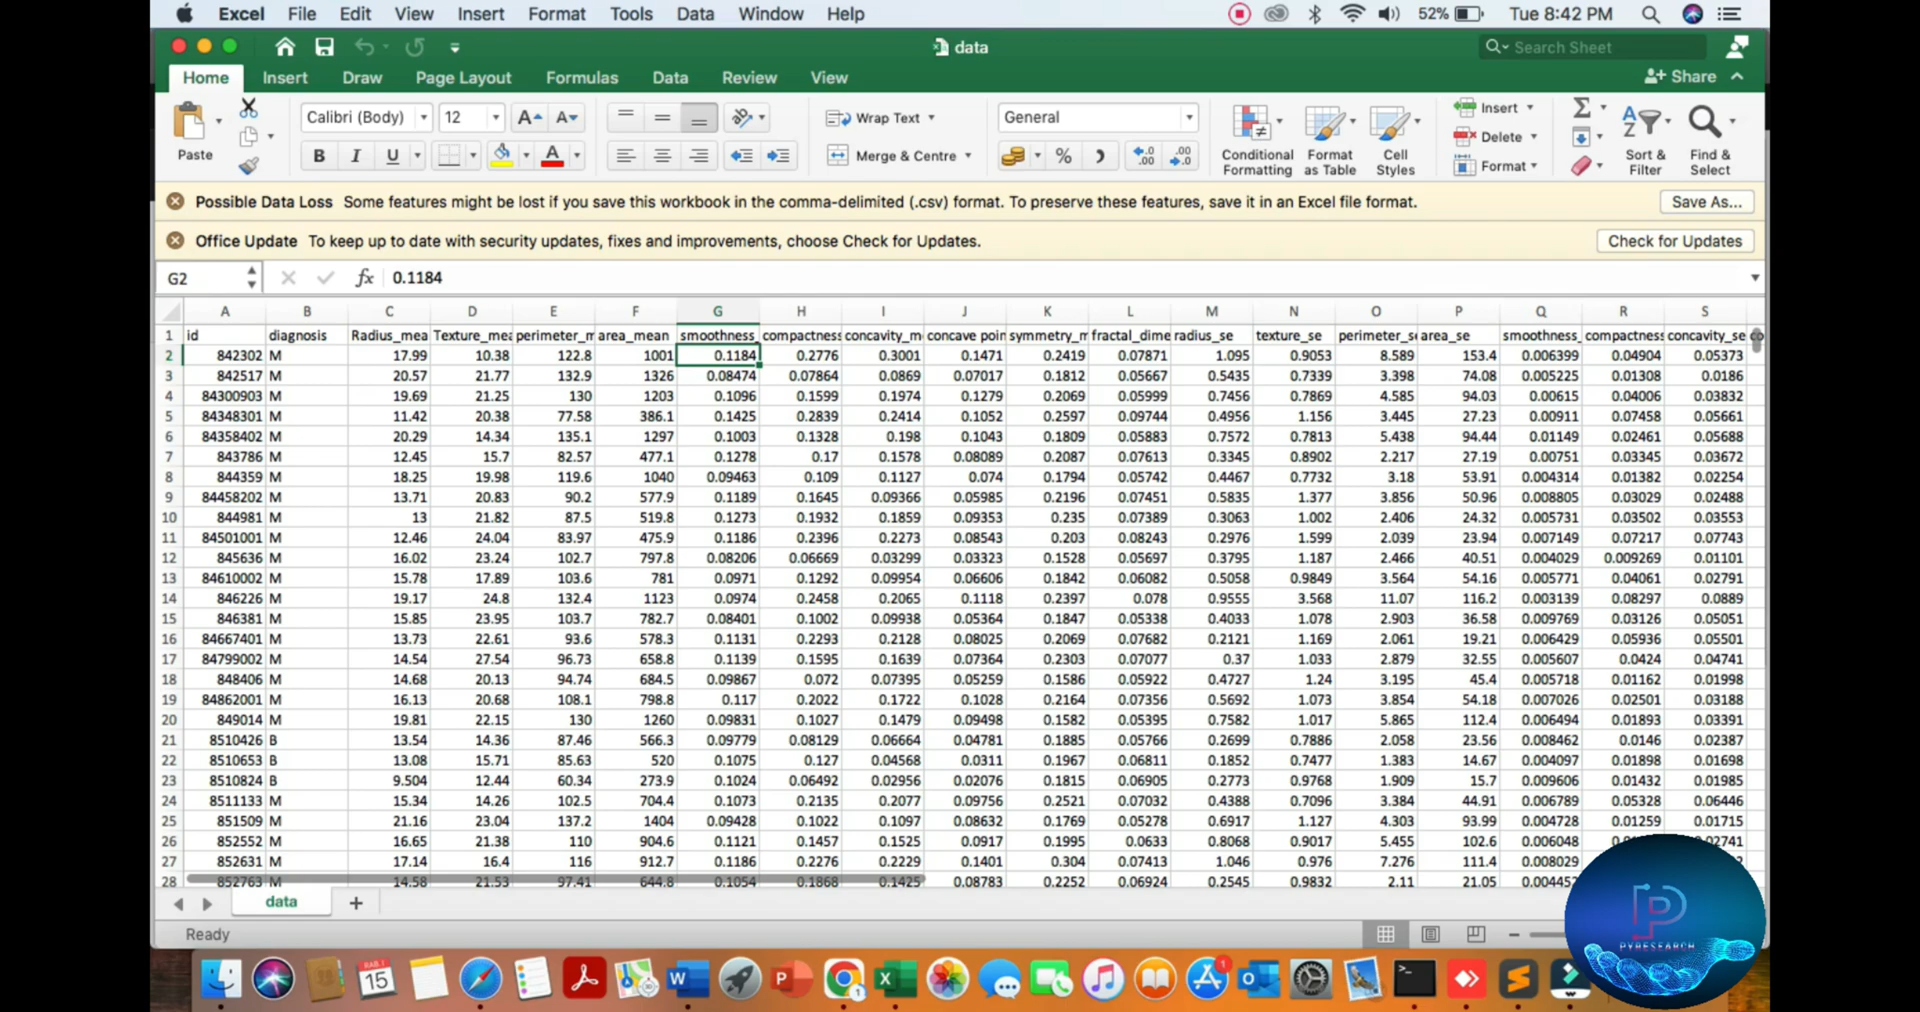 Excel File Edit View Insert Format Tools Data Window Help 52% Tue 8:42 PM
data Search Sheet
Home Insert Draw Page Layout Formulas Data Review View Share
Paste Calibri (Body) 12 A A Wrap Text General Insert
B I U A Merge & Centre % Delete
Conditional Formatting Format as Table Cell Styles Format Sort & Filter Find & Select
Possible Data Loss Some features might be lost if you save this workbook in the comma-delimited (.csv) format. To preserve these features, save it in an Excel file format. Save As...
Office Update To keep up to date with security updates, fixes and improvements, choose Check for Updates. Check for Updates
G2 fx 0.1184
A B C D E F G H I J K L M N O P Q R S
1 id diagnosis Radius_mea Texture_mea perimeter_m area_mean smoothness_ compactness concavity_m concave poin symmetry_m fractal_dime radius_se texture_se perimeter_se area_se smoothness_ compactness concavity_se co
2 842302 M 17.99 10.38 122.8 1001 0.1184 0.2776 0.3001 0.1471 0.2419 0.07871 1.095 0.9053 8.589 153.4 0.006399 0.04904 0.05373
3 842517 M 20.57 21.77 132.9 1326 0.08474 0.07864 0.0869 0.07017 0.1812 0.05667 0.5435 0.7339 3.398 74.08 0.005225 0.01308 0.0186
4 84300903 M 19.69 21.25 130 1203 0.1096 0.1599 0.1974 0.1279 0.2069 0.05999 0.7456 0.7869 4.585 94.03 0.00615 0.04006 0.03832
5 84348301 M 11.42 20.38 77.58 386.1 0.1425 0.2839 0.2414 0.1052 0.2597 0.09744 0.4956 1.156 3.445 27.23 0.00911 0.07458 0.05661
6 84358402 M 20.29 14.34 135.1 1297 0.1003 0.1328 0.198 0.1043 0.1809 0.05883 0.7572 0.7813 5.438 94.44 0.01149 0.02461 0.05688
7 843786 M 12.45 15.7 82.57 477.1 0.1278 0.17 0.1578 0.08089 0.2087 0.07613 0.3345 0.8902 2.217 27.19 0.00751 0.03345 0.03672
8 844359 M 18.25 19.98 119.6 1040 0.09463 0.109 0.1127 0.074 0.1794 0.05742 0.4467 0.7732 3.18 53.91 0.004314 0.01382 0.02254
9 84458202 M 13.71 20.83 90.2 577.9 0.1189 0.1645 0.09366 0.05985 0.2196 0.07451 0.5835 1.377 3.856 50.96 0.008805 0.03029 0.02488
10 844981 M 13 21.82 87.5 519.8 0.1273 0.1932 0.1859 0.09353 0.235 0.07389 0.3063 1.002 2.406 24.32 0.005731 0.03502 0.03553
11 84501001 M 12.46 24.04 83.97 475.9 0.1186 0.2396 0.2273 0.08543 0.203 0.08243 0.2976 1.599 2.039 23.94 0.007149 0.07217 0.07743
12 845636 M 16.02 23.24 102.7 797.8 0.08206 0.06669 0.03299 0.03323 0.1528 0.05697 0.3795 1.187 2.466 40.51 0.004029 0.009269 0.01101
13 84610002 M 15.78 17.89 103.6 781 0.0971 0.1292 0.09954 0.06606 0.1842 0.06082 0.5058 0.9849 3.564 54.16 0.005771 0.04061 0.02791
14 846226 M 19.17 24.8 132.4 1123 0.0974 0.2458 0.2065 0.1118 0.2397 0.078 0.9555 3.568 11.07 116.2 0.003139 0.08297 0.0889
15 846381 M 15.85 23.95 103.7 782.7 0.08401 0.1002 0.09938 0.05364 0.1847 0.05338 0.4033 1.078 2.903 36.58 0.009769 0.03126 0.05051
16 84667401 M 13.73 22.61 93.6 578.3 0.1131 0.2293 0.2128 0.08025 0.2069 0.07682 0.2121 1.169 2.061 19.21 0.006429 0.05936 0.05501
17 84799002 M 14.54 27.54 96.73 658.8 0.1139 0.1595 0.1639 0.07364 0.2303 0.07077 0.37 1.033 2.879 32.55 0.005607 0.0424 0.04741
18 848406 M 14.68 20.13 94.74 684.5 0.09867 0.072 0.07395 0.05259 0.1586 0.05922 0.4727 1.24 3.195 45.4 0.005718 0.01162 0.01998
19 84862001 M 16.13 20.68 108.1 798.8 0.117 0.2022 0.1722 0.1028 0.2164 0.07356 0.5692 1.073 3.854 54.18 0.007026 0.02501 0.03188
20 849014 M 19.81 22.15 130 1260 0.09831 0.1027 0.1479 0.09498 0.1582 0.05395 0.7582 1.017 5.865 112.4 0.006494 0.01893 0.03391
21 8510426 B 13.54 14.36 87.46 566.3 0.09779 0.08129 0.06664 0.04781 0.1885 0.05766 0.2699 0.7886 2.058 23.56 0.008462 0.0146 0.02387
22 8510653 B 13.08 15.71 85.63 520 0.1075 0.127 0.04568 0.0311 0.1967 0.06811 0.1852 0.7477 1.383 14.67 0.004097 0.01898 0.01698
23 8510824 B 9.504 12.44 60.34 273.9 0.1024 0.06492 0.02956 0.02076 0.1815 0.06905 0.2773 0.9768 1.909 15.7 0.009606 0.01432 0.01985
24 8511133 M 15.34 14.26 102.5 704.4 0.1073 0.2135 0.2077 0.09756 0.2521 0.07032 0.4388 0.7096 3.384 44.91 0.006789 0.05328 0.06446
25 851509 M 21.16 23.04 137.2 1404 0.09428 0.1022 0.1097 0.08632 0.1769 0.05278 0.6917 1.127 4.303 93.99 0.004728 0.01259 0.01715
26 852552 M 16.65 21.38 110 904.6 0.1121 0.1457 0.1525 0.0917 0.1995 0.0633 0.8068 0.9017 5.455 102.6 0.006048
27 852631 M 17.14 16.4 116 912.7 0.1186 0.2276 0.2229 0.1401 0.304 0.07413 1.046 0.976 7.276 111.4 0.008029
28 852763 M 14.58 21.53 97.41 644.8 0.1054 0.1868 0.1425 0.08783 0.2252 0.06924 0.2545 0.9832 2.11 21.05 0.004452
data
Ready
PYRESEARCH
15